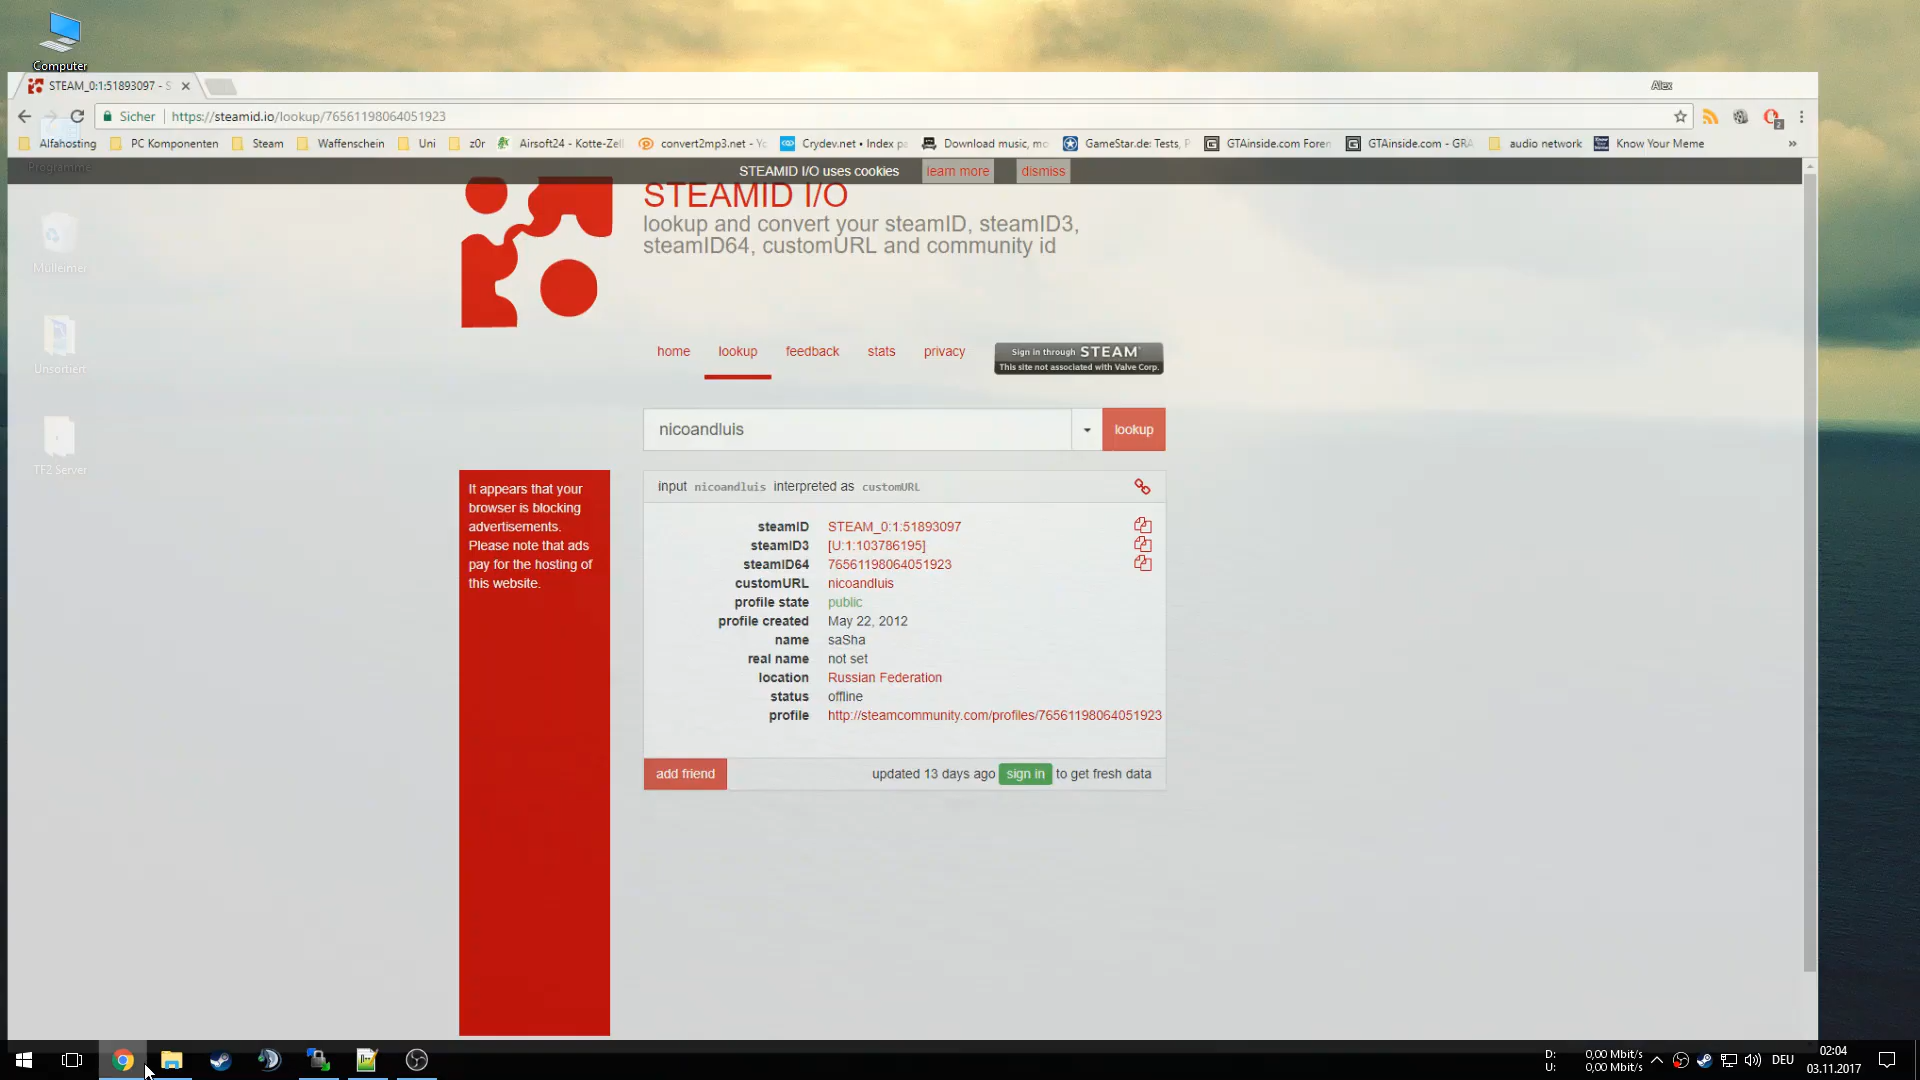 Computer
STEAM_0:1:51893097 - S
Alex
Sicher
https://steamid.io/lookup/76561198064051923
Alfahosting
PC Komponenten
Steam
Waffenschein
Uni
z0r
Airsoft24 - Kotte-Zell
convert2mp3.net - Yo
Crydev.net • Index pa
Download music, mo
GameStar.de: Tests, P
GTAinside.com Foren
GTAinside.com - GRA
audio network
Know Your Meme
»
Programme
STEAMID I/O uses cookies
learn more
dismiss
STEAMID I/O
lookup and convert your steamID, steamID3,
steamID64, customURL and community id
Mülleimer
home
lookup
feedback
stats
privacy
Sign in through STEAM
This site not associated with Valve Corp.
Unsortiert
nicoandluis
lookup
TF2 Server
It appears that your
browser is blocking
advertisements.
Please note that ads
pay for the hosting of
this website.
input nicoandluis interpreted as customURL
steamID STEAM_0:1:51893097
steamID3 [U:1:103786195]
steamID64 76561198064051923
customURL nicoandluis
profile state public
profile created May 22, 2012
name saSha
real name not set
location Russian Federation
status offline
profile http://steamcommunity.com/profiles/76561198064051923
add friend
updated 13 days ago sign in to get fresh data
D: 0,00 Mbit/s
U: 0,00 Mbit/s
DEU
02:04
03.11.2017